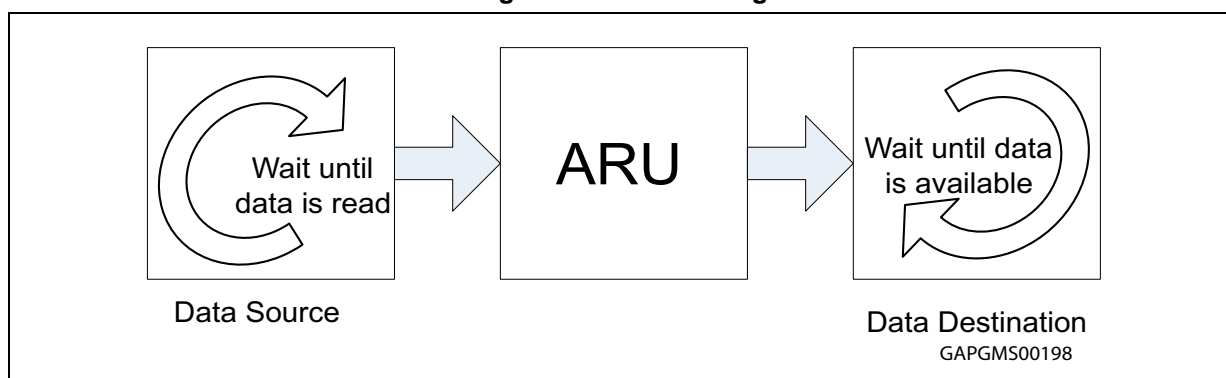 Wait until
data is read
ARU
Wait until data
is available
Data Source
Data Destination
GAPGMS00198